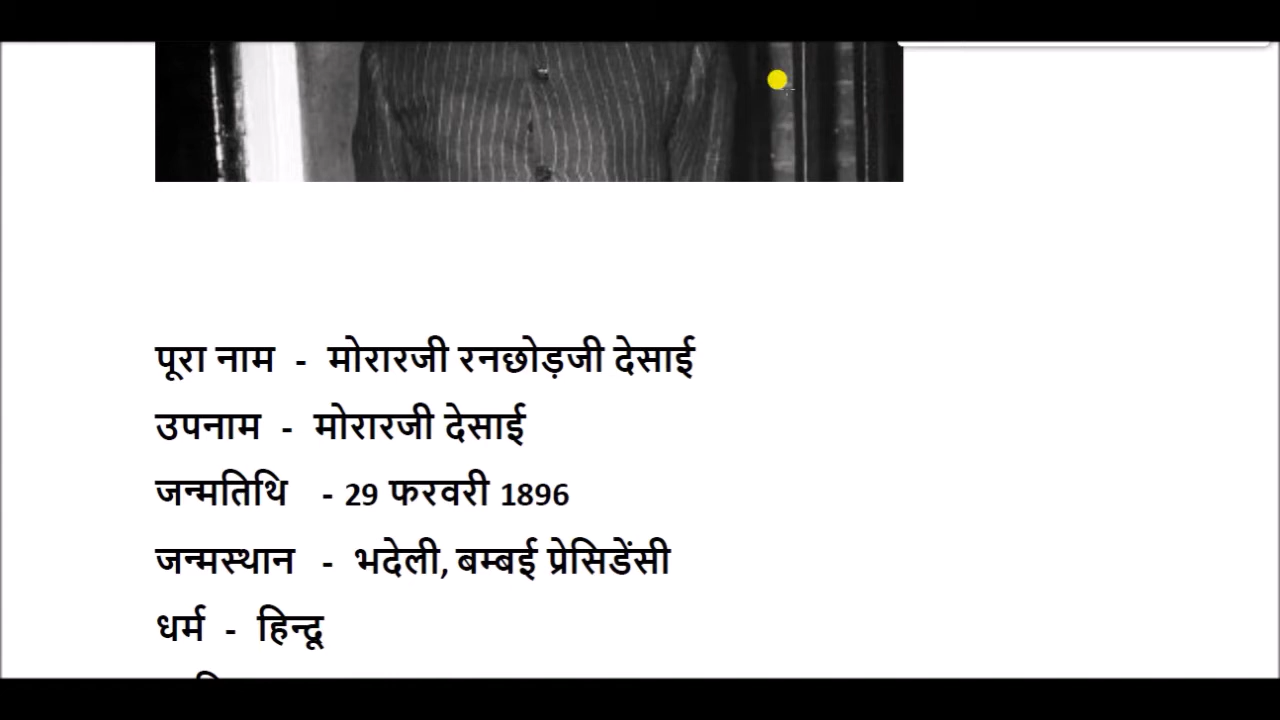 पूरा नाम - मोरारजी रनछोड़जी देसाई
उपनाम - मोरारजी देसाई
जन्मतिथि - 29 फरवरी 1896
जन्मस्थान - भदेली, बम्बई प्रेसिडेंसी
धर्म - हिन्दू